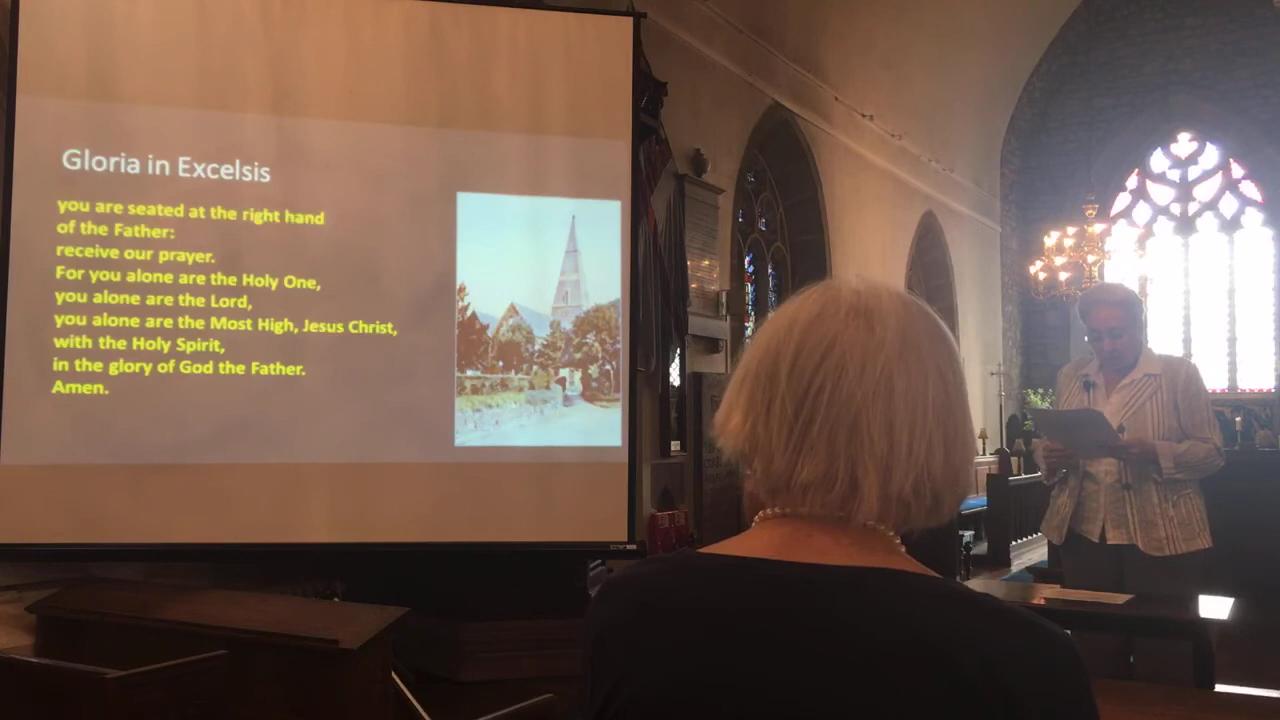 Gloria in Excelsis
you are seated at the right hand
of the Father:
receive our prayer.
For you alone are the Holy One,
you alone are the Lord,
you alone are the Most High, Jesus Christ,
with the Holy Spirit,
in the glory of God the Father.
Amen.